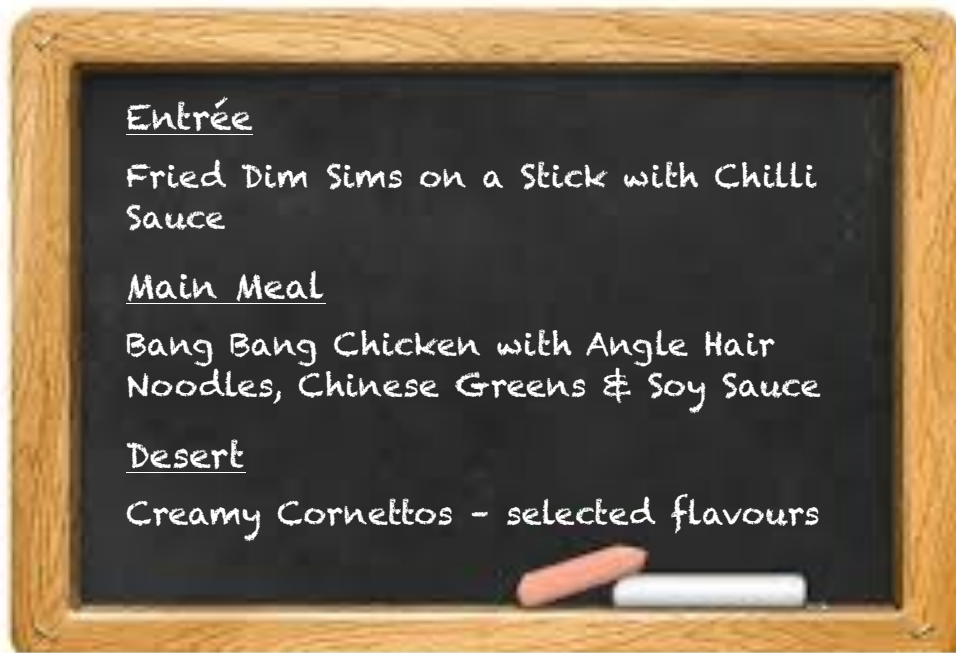 Entrée
Fried Dim Sims on a Stick with Chilli
Sauce
Main Meal
Bang Bang Chicken with Angle Hair
Noodles, Chinese Greens & Soy Sauce
Desert
Creamy Cornettos - selected flavours